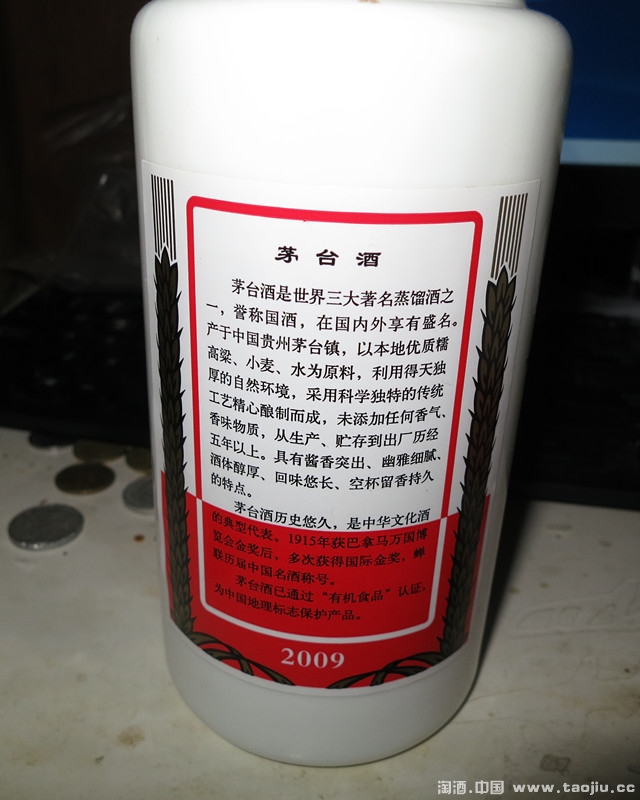 茅台酒
茅台酒是世界三大著名蒸馏酒之
一，誉称国酒，在国内外享有盛名。
产于中国贵州茅台镇，以本地优质糯
高粱、小麦、水为原料，利用得天独
厚的自然环境，采用科学独特的传统
工艺精心酿制而成，未添加任何香气、
香味物质，从生产、贮存到出厂历经
五年以上。具有酱香突出、幽雅细腻、
酒体醇厚、回味悠长、空杯留香持久
的特点。
茅台酒历史悠久，是中华文化酒
的典型代表。1915年获巴拿马万国博
览会金奖后，多次获得国际金奖，蝉
联历届中国名酒称号。
茅台酒已通过“有机食品”认证，
为中国地理标志保护产品。
2009
淘酒.中国 www.taojiu.cc